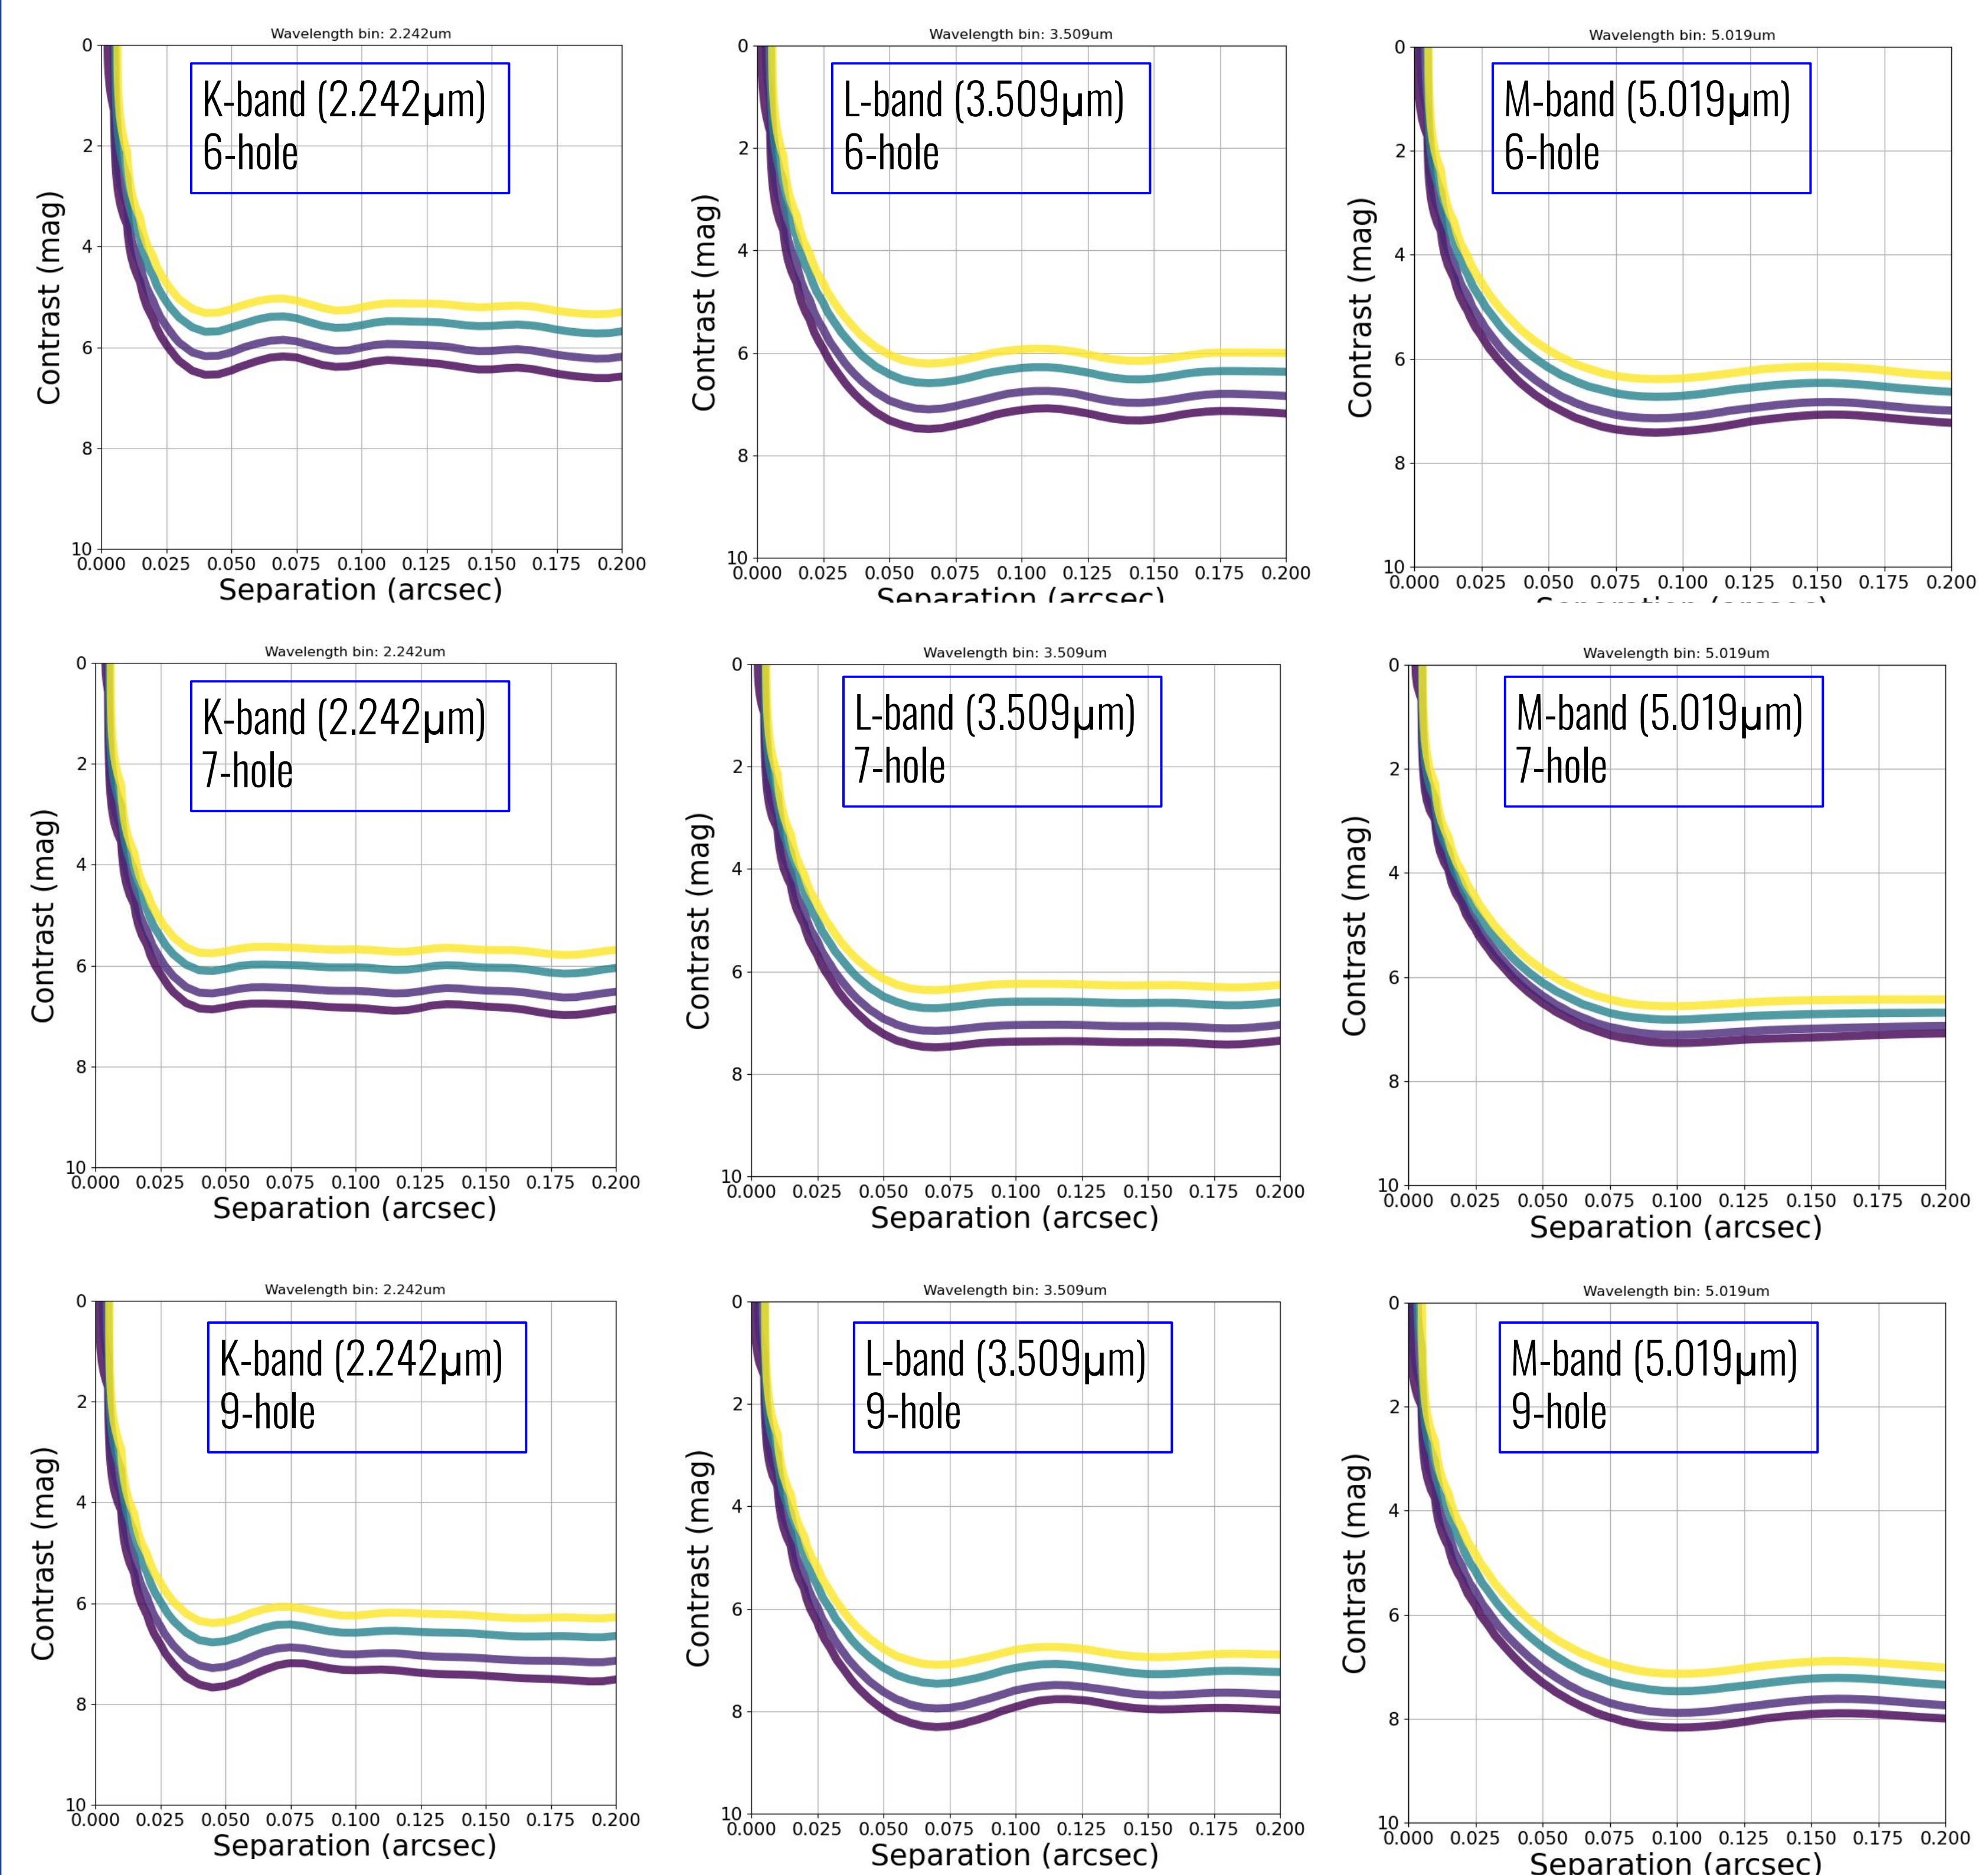 Wavelength bin: 2.242um
K-band (2.242µm)
6-hole
Contrast (mag)
0
2
4
6
8
10
0.000 0.025 0.050 0.075 0.100 0.125 0.150 0.175 0.200
Separation (arcsec)
Wavelength bin: 3.509um
L-band (3.509µm)
6-hole
Contrast (mag)
0
2
4
6
8
10
0.000 0.025 0.050 0.075 0.100 0.125 0.150 0.175 0.200
Separation (arcsec)
Wavelength bin: 5.019um
M-band (5.019µm)
6-hole
Contrast (mag)
0
2
4
6
8
10
0.000 0.025 0.050 0.075 0.100 0.125 0.150 0.175 0.200
Separation (arcsec)
Wavelength bin: 2.242um
K-band (2.242µm)
7-hole
Contrast (mag)
0
2
4
6
8
10
0.000 0.025 0.050 0.075 0.100 0.125 0.150 0.175 0.200
Separation (arcsec)
Wavelength bin: 3.509um
L-band (3.509µm)
7-hole
Contrast (mag)
0
2
4
6
8
10
0.000 0.025 0.050 0.075 0.100 0.125 0.150 0.175 0.200
Separation (arcsec)
Wavelength bin: 5.019um
M-band (5.019µm)
7-hole
Contrast (mag)
0
2
4
6
8
10
0.000 0.025 0.050 0.075 0.100 0.125 0.150 0.175 0.200
Separation (arcsec)
Wavelength bin: 2.242um
K-band (2.242µm)
9-hole
Contrast (mag)
0
2
4
6
8
10
0.000 0.025 0.050 0.075 0.100 0.125 0.150 0.175 0.200
Separation (arcsec)
Wavelength bin: 3.509um
L-band (3.509µm)
9-hole
Contrast (mag)
0
2
4
6
8
10
0.000 0.025 0.050 0.075 0.100 0.125 0.150 0.175 0.200
Separation (arcsec)
Wavelength bin: 5.019um
M-band (5.019µm)
9-hole
Contrast (mag)
0
2
4
6
8
10
0.000 0.025 0.050 0.075 0.100 0.125 0.150 0.175 0.200
Separation (arcsec)